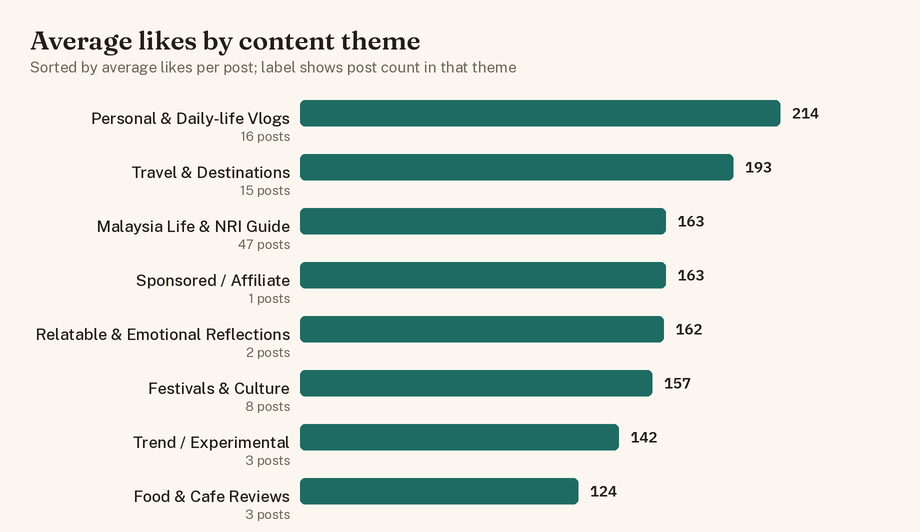 Average likes by content theme
Sorted by average likes per post; label shows post count in that theme
Personal & Daily-life Vlogs
214
16 posts
Travel & Destinations
193
15 posts
Malaysia Life & NRI Guide
163
47 posts
Sponsored / Affiliate
163
1 posts
Relatable & Emotional Reflections
162
2 posts
Festivals & Culture
157
8 posts
Trend / Experimental
142
3 posts
Food & Cafe Reviews
124
3 posts